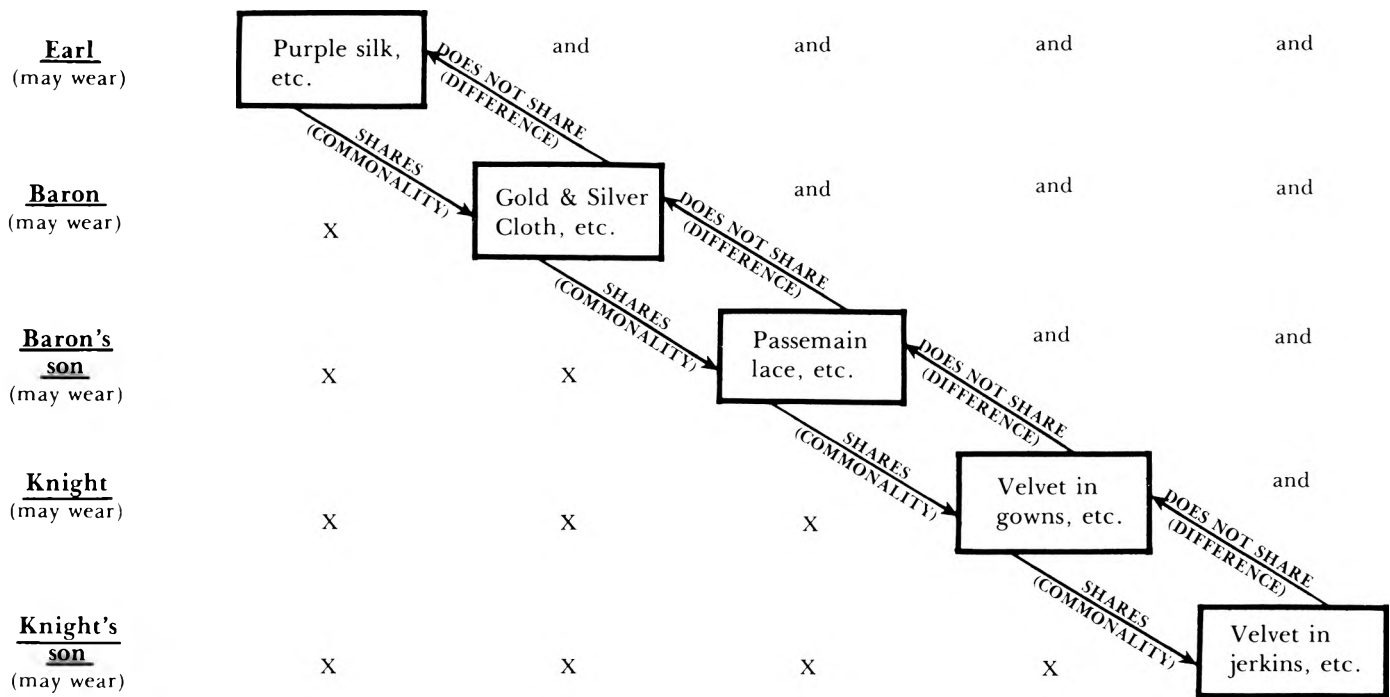 Earl
(may wear)
Purple silk,
etc.
and
and
and
and
DOES NOT SHARE
(DIFFERENCE)
SHARES
(COMMONALITY)
Baron
(may wear)
X
Gold & Silver
Cloth, etc.
and
and
and
DOES NOT SHARE
(DIFFERENCE)
SHARES
(COMMONALITY)
Baron's
son
(may wear)
X
X
Passemain
lace, etc.
and
and
DOES NOT SHARE
(DIFFERENCE)
SHARES
(COMMONALITY)
Knight
(may wear)
X
X
X
Velvet in
gowns, etc.
and
DOES NOT SHARE
(DIFFERENCE)
SHARES
(COMMONALITY)
Knight's
son
(may wear)
X
X
X
X
Velvet in
jerkins, etc.